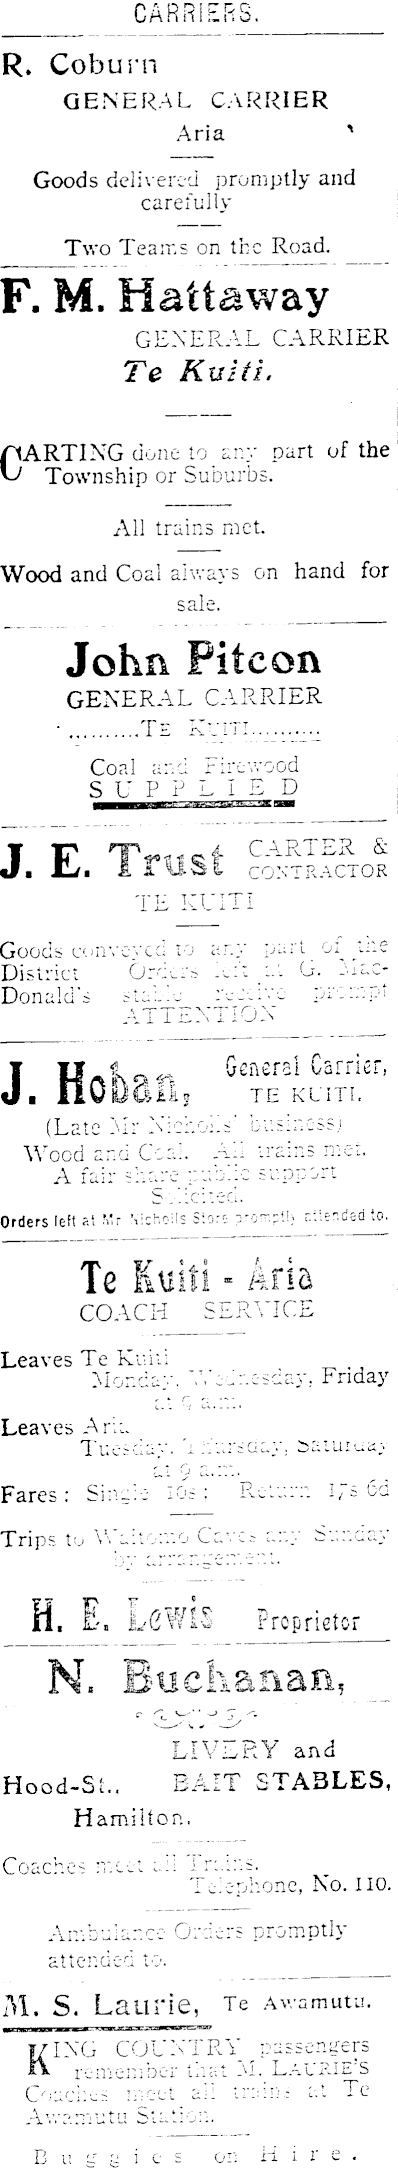 CARRIERS.
R. Coburn
GENERAL CARRIER
Aria
Goods delivered promptly and
carefully
Two Teams on the Road.
F. M. Hattaway
GENERAL CARRIER
Te Kuiti.
CARTING done to any part of the
Township or Suburbs.
All trains met.
Wood and Coal always on hand for
sale.
John Pitcon
GENERAL CARRIER
..........TE KUITI..........
Coal and Firewood
SUPPLIED
J. E. Trust CARTER &
CONTRACTOR
TE KUITI
Goods conveyed to any part of the
District Orders left at G. Mac-
Donald's stable receive prompt
ATTENTION
J. Hoban, General Carrier,
TE KUITI.
(Late Mr Nicholls' business)
Wood and Coal. All trains met.
A fair share public support
Solicited.
Orders left at Mr Nicholls Store promptly attended to.
Te Kuiti - Aria
COACH SERVICE
Leaves Te Kuiti
Monday, Wednesday, Friday
at 9 a.m.
Leaves Aria
Tuesday, Thursday, Saturday
at 9 a.m.
Fares: Single 10s; Return 17s 6d
Trips to Waitomo Caves any Sunday
by arrangement.
H. E. Lewis Proprietor
N. Buchanan,
LIVERY and
Hood-St., BAIT STABLES,
Hamilton.
Coaches meet all Trains.
Telephone, No. 110.
Ambulance Orders promptly
attended to.
M. S. Laurie, Te Awamutu.
KING COUNTRY passengers
remember that M. LAURIE'S
Coaches meet all trains at Te
Awamutu Station.
Buggies on Hire.